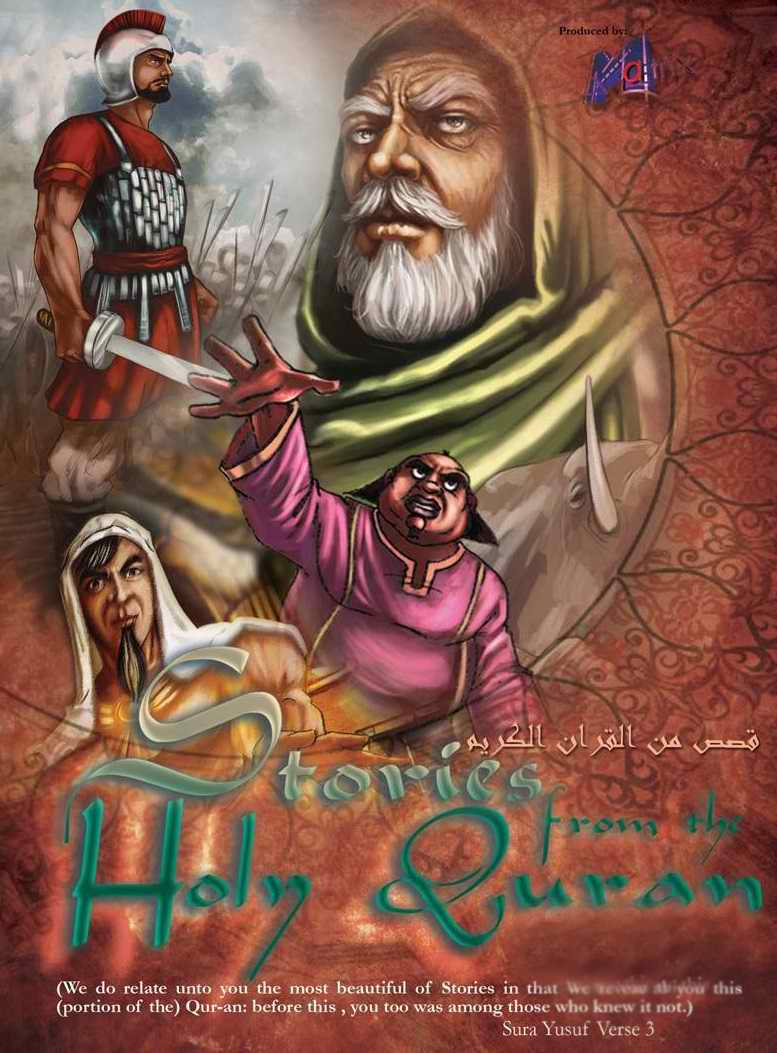 Produced by:
قصص من القران الكريم
Stories
from the
Holy Quran
(We do relate unto you the most beautiful of Stories in that We you this
(portion of the) Qur-an: before this , you too was among those who knew it not.)
Sura Yusuf Verse 3